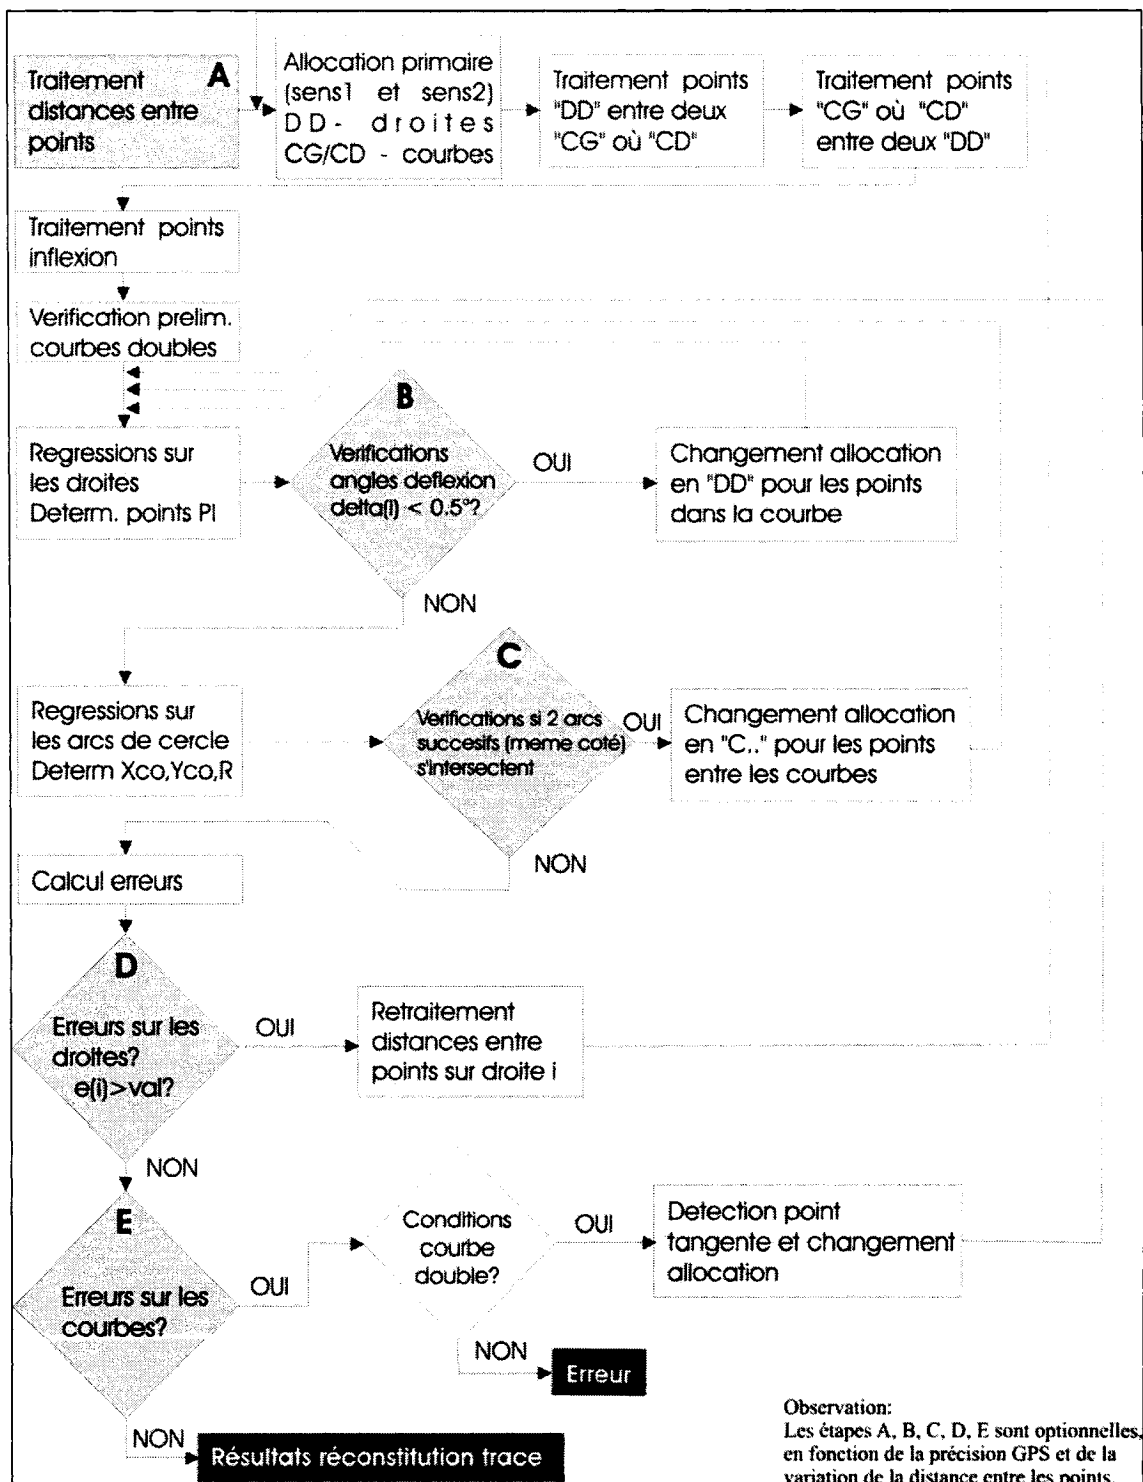 Traitement A
distances entre
points
Allocation primaire
(sens1 et sens2)
DD - droites
CG/CD - courbes
Traitement points
"DD" entre deux
"CG" où "CD"
Traitement points
"CG" où "CD"
entre deux "DD"
Traitement points
inflexion
Verification prelim.
courbes doubles
Regressions sur
les droites
Determ. points PI
B
Verifications
angles deflexion
delta(i) < 0.5°?
OUI
Changement allocation
en "DD" pour les points
dans la courbe
NON
Regressions sur
les arcs de cercle
Determ Xco,Yco,R
C
Verifications si 2 arcs
succesifs (meme coté)
s'intersectent
OUI
Changement allocation
en "C.." pour les points
entre les courbes
NON
Calcul erreurs
D
Erreurs sur les
droites?
e(i)>val?
OUI
Retraitement
distances entre
points sur droite i
NON
E
Erreurs sur les
courbes?
OUI
Conditions
courbe
double?
OUI
Detection point
tangente et changement
allocation
NON
Erreur
NON
Résultats réconstitution trace
Observation:
Les étapes A, B, C, D, E sont optionnelles,
en fonction de la précision GPS et de la
variation de la distance entre les points.